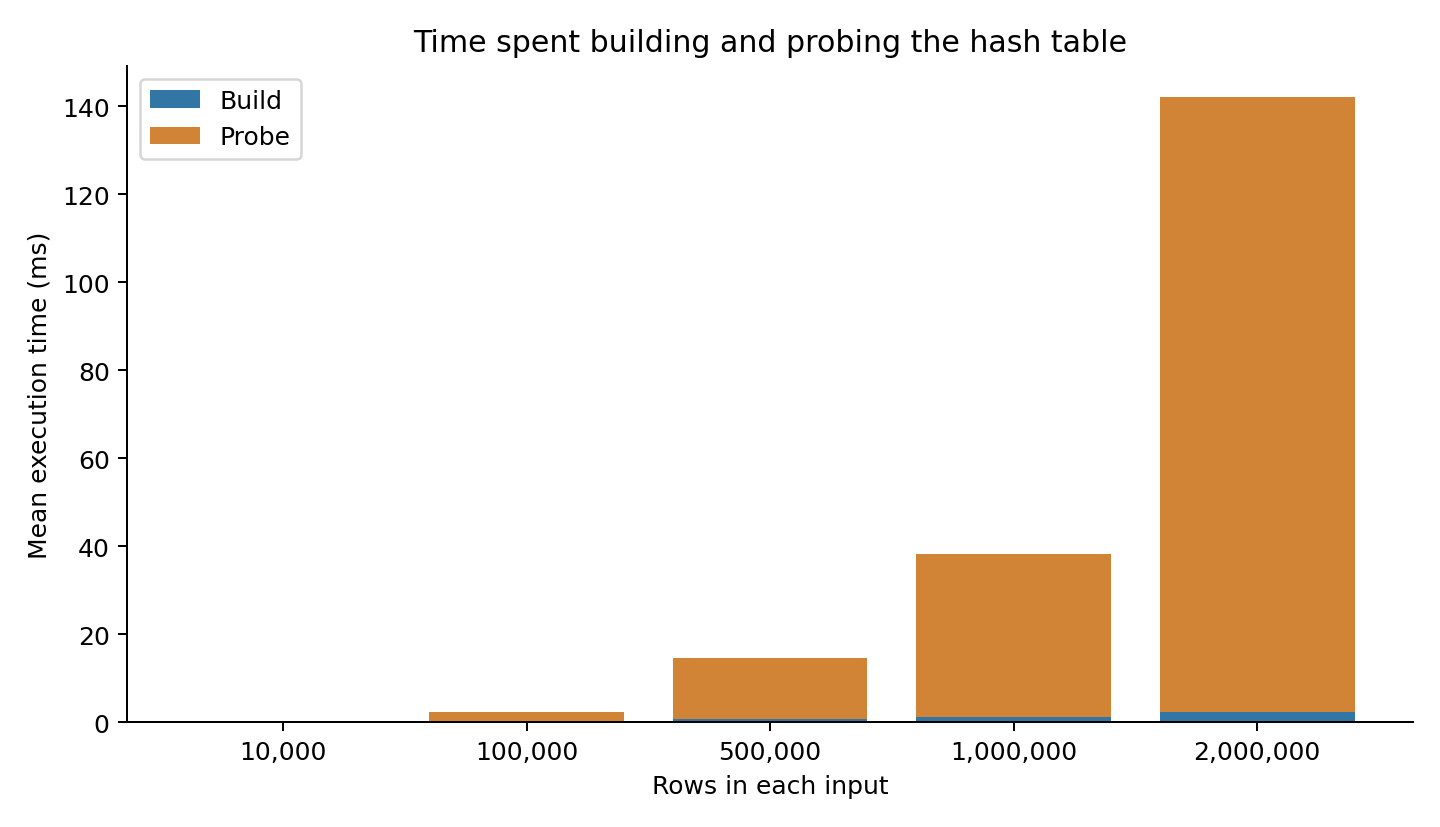 Time spent building and probing the hash table
Build
Probe
Mean execution time (ms)
140
120
100
80
60
40
20
0
10,000
100,000
500,000
1,000,000
2,000,000
Rows in each input